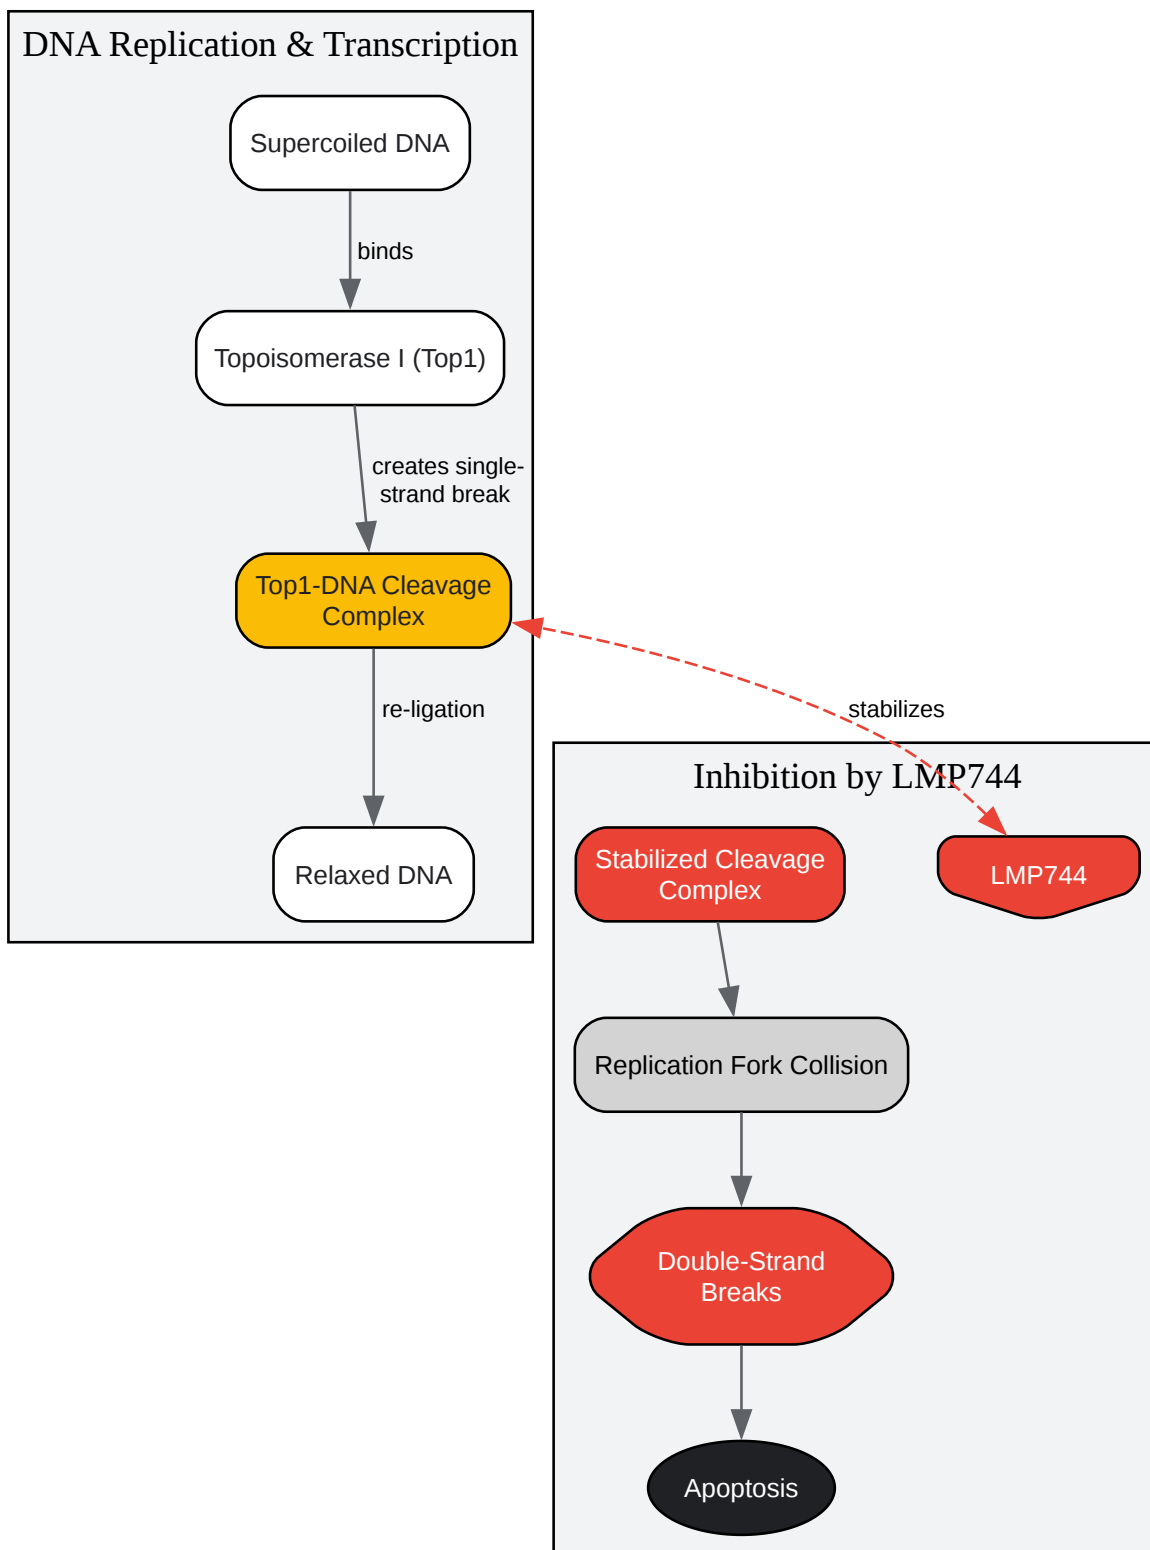 DNA Replication & Transcription
Supercoiled DNA
binds
Topoisomerase I (Top1)
creates single-
strand break
Top1-DNA Cleavage
Complex
re-ligation
Relaxed DNA
stabilizes
Inhibition by LMP744
Stabilized Cleavage
Complex
LMP744
Replication Fork Collision
Double-Strand
Breaks
Apoptosis